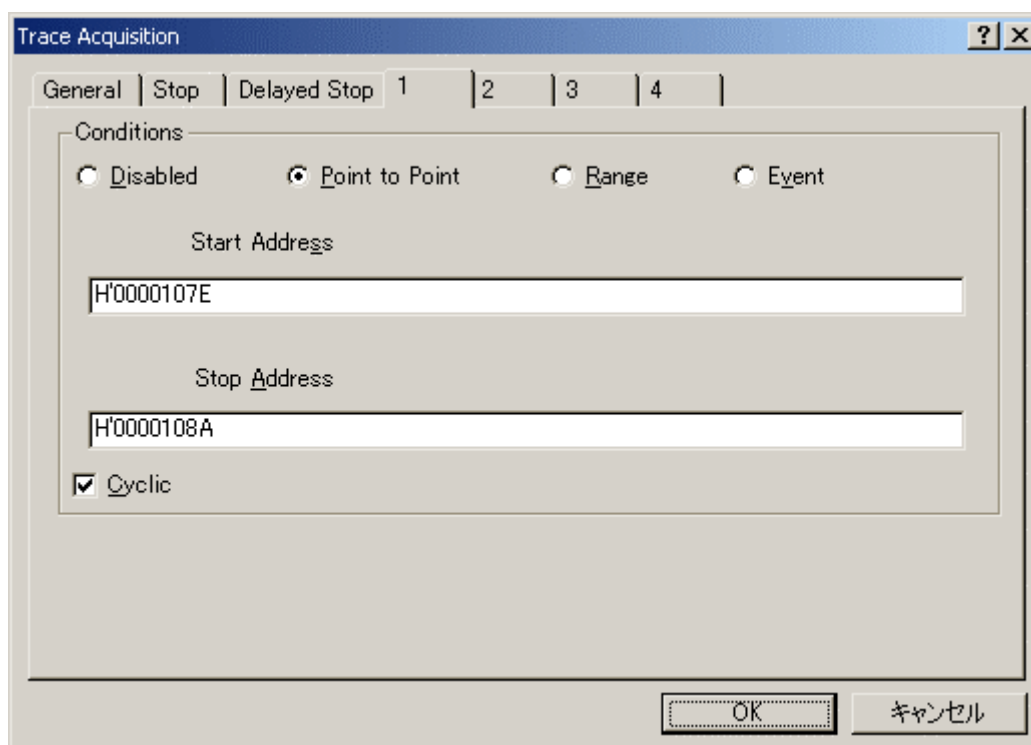 Trace Acquisition
General Stop Delayed Stop 1 2 3 4
Conditions
Disabled Point to Point Range Event
Start Address
H'0000107E
Stop Address
H'0000108A
Cyclic
OK キャンセル